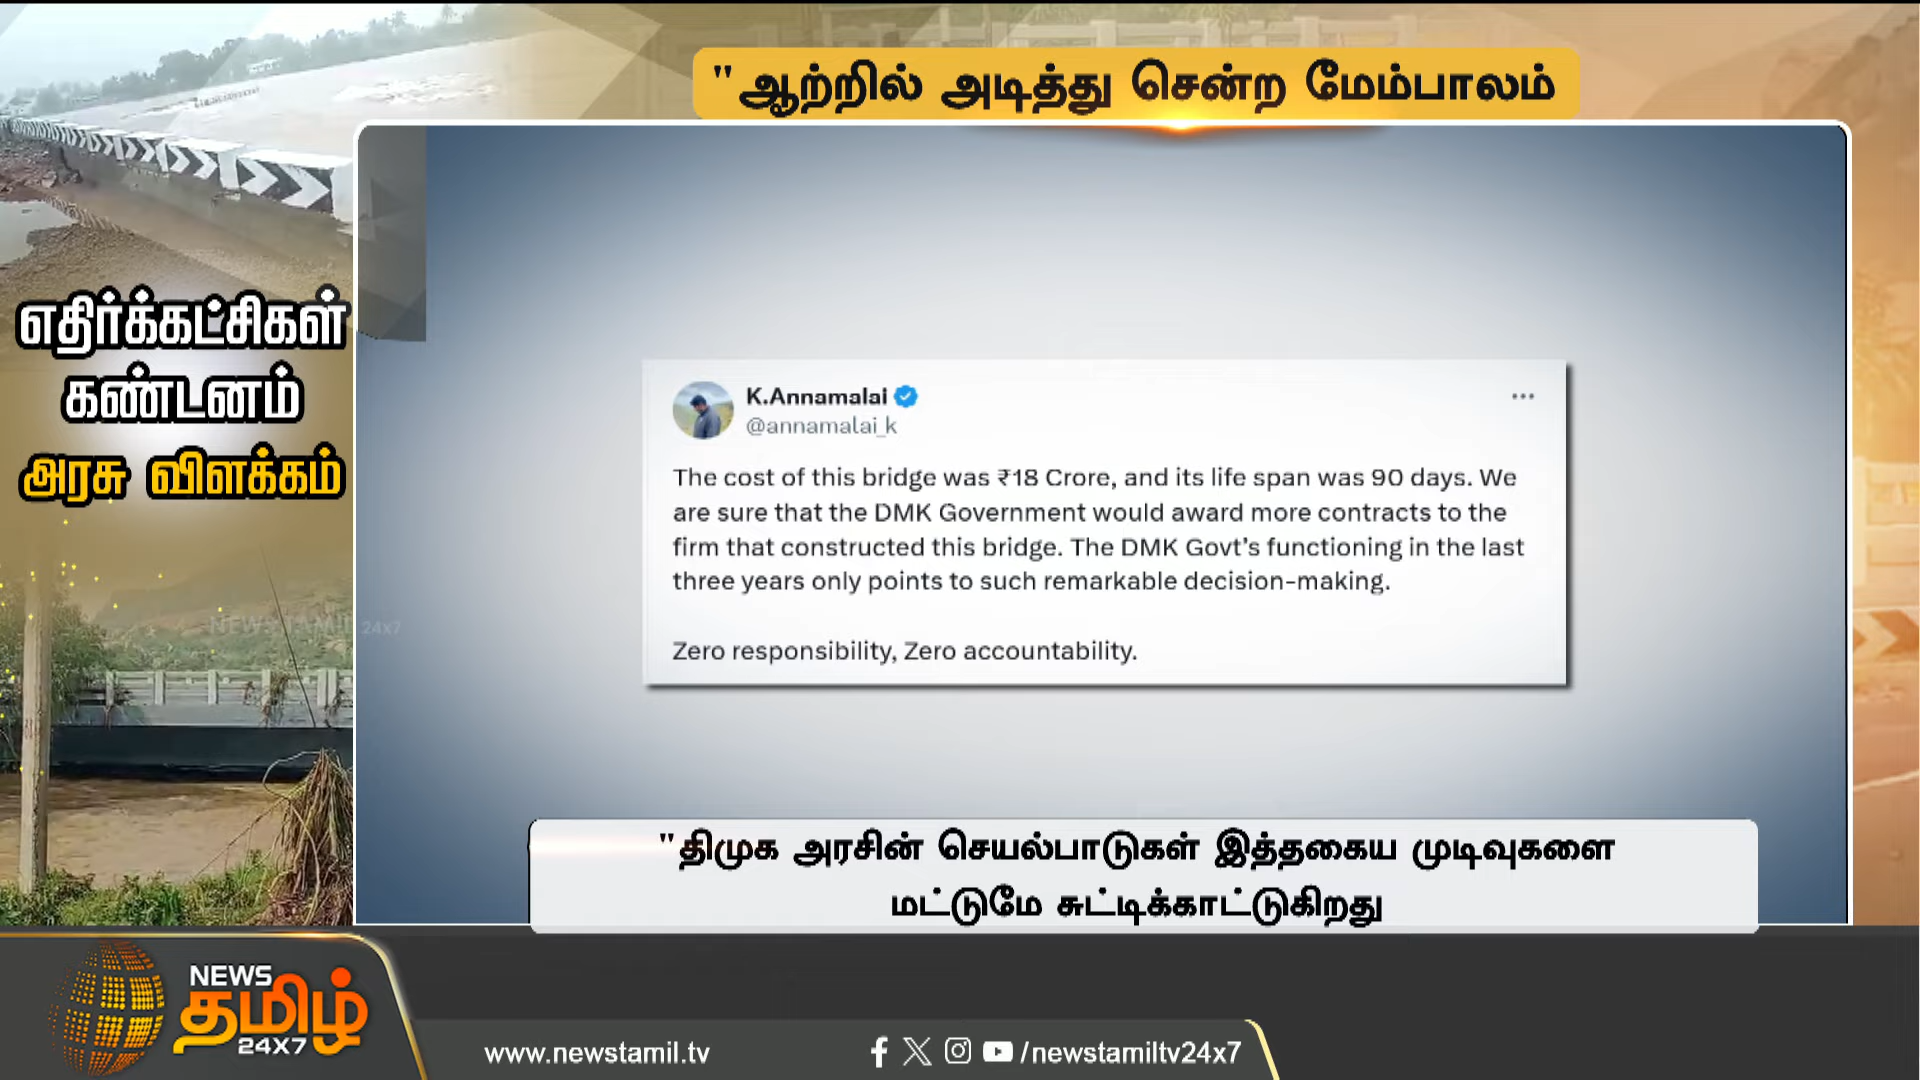 " ஆற்றில் அடித்து சென்ற மேம்பாலம்
எதிர்க்கட்சிகள்
கண்டனம்
அரசு விளக்கம்
K.Annamalai
@annamalai_k
The cost of this bridge was ₹18 Crore, and its life span was 90 days. We
are sure that the DMK Government would award more contracts to the
firm that constructed this bridge. The DMK Govt's functioning in the last
three years only points to such remarkable decision-making.
Zero responsibility, Zero accountability.
NEWS TAMIL 24x7
"திமுக அரசின் செயல்பாடுகள் இத்தகைய முடிவுகளை
மட்டுமே சுட்டிக்காட்டுகிறது
NEWS
தமிழ்
24X7
www.newstamil.tv
/newstamiltv24x7